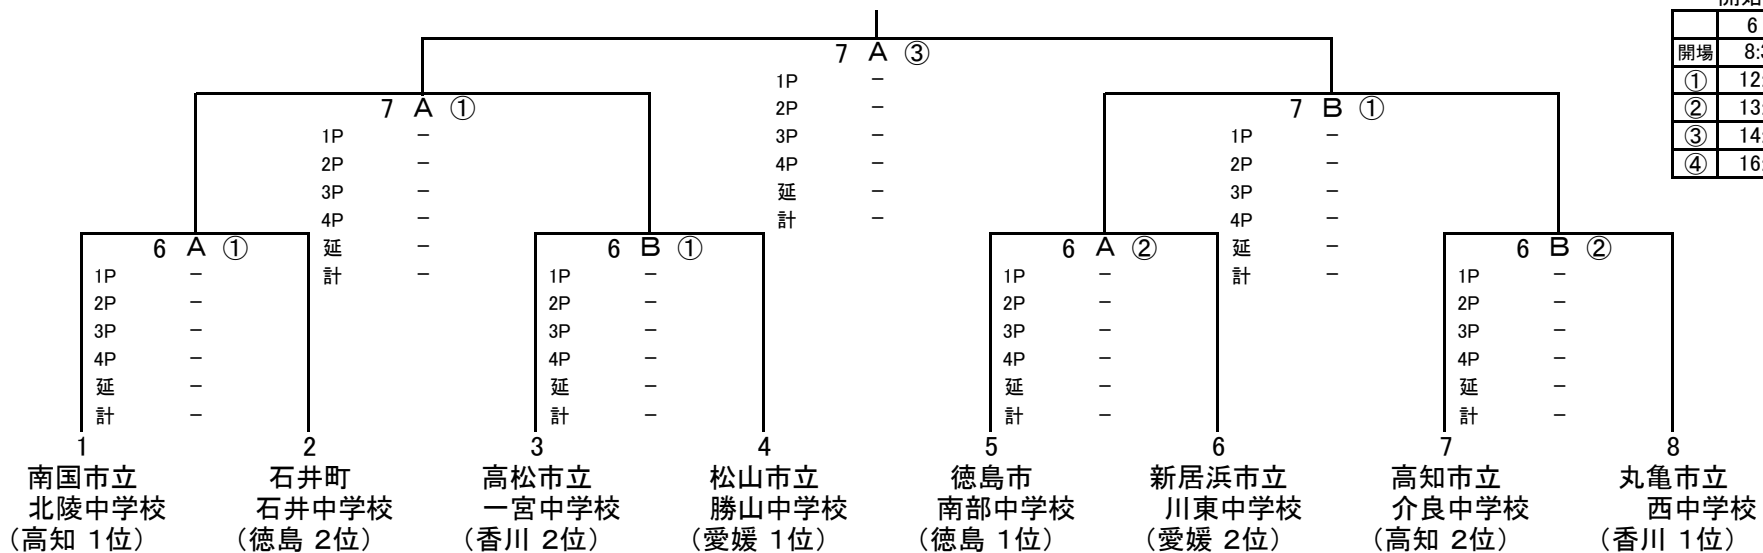 7 A ③
1P －
2P －
3P －
4P －
延 －
計 －
7 A ①
1P －
2P －
3P －
4P －
延 －
計 －
7 B ①
1P －
2P －
3P －
4P －
延 －
計 －
6 A ①
1P －
2P －
3P －
4P －
延 －
計 －
6 B ①
1P －
2P －
3P －
4P －
延 －
計 －
6 A ②
1P －
2P －
3P －
4P －
延 －
計 －
6 B ②
1P －
2P －
3P －
4P －
延 －
計 －
1
南国市立
北陵中学校
（高知 1位）
2
石井町
石井中学校
（徳島 2位）
3
高松市立
一宮中学校
（香川 2位）
4
松山市立
勝山中学校
（愛媛 1位）
5
徳島市
南部中学校
（徳島 1位）
6
新居浜市立
川東中学校
（愛媛 2位）
7
高知市立
介良中学校
（高知 2位）
8
丸亀市立
西中学校
（香川 1位）
開始
6
開場 8:
① 12:
② 13:
③ 14:
④ 16: